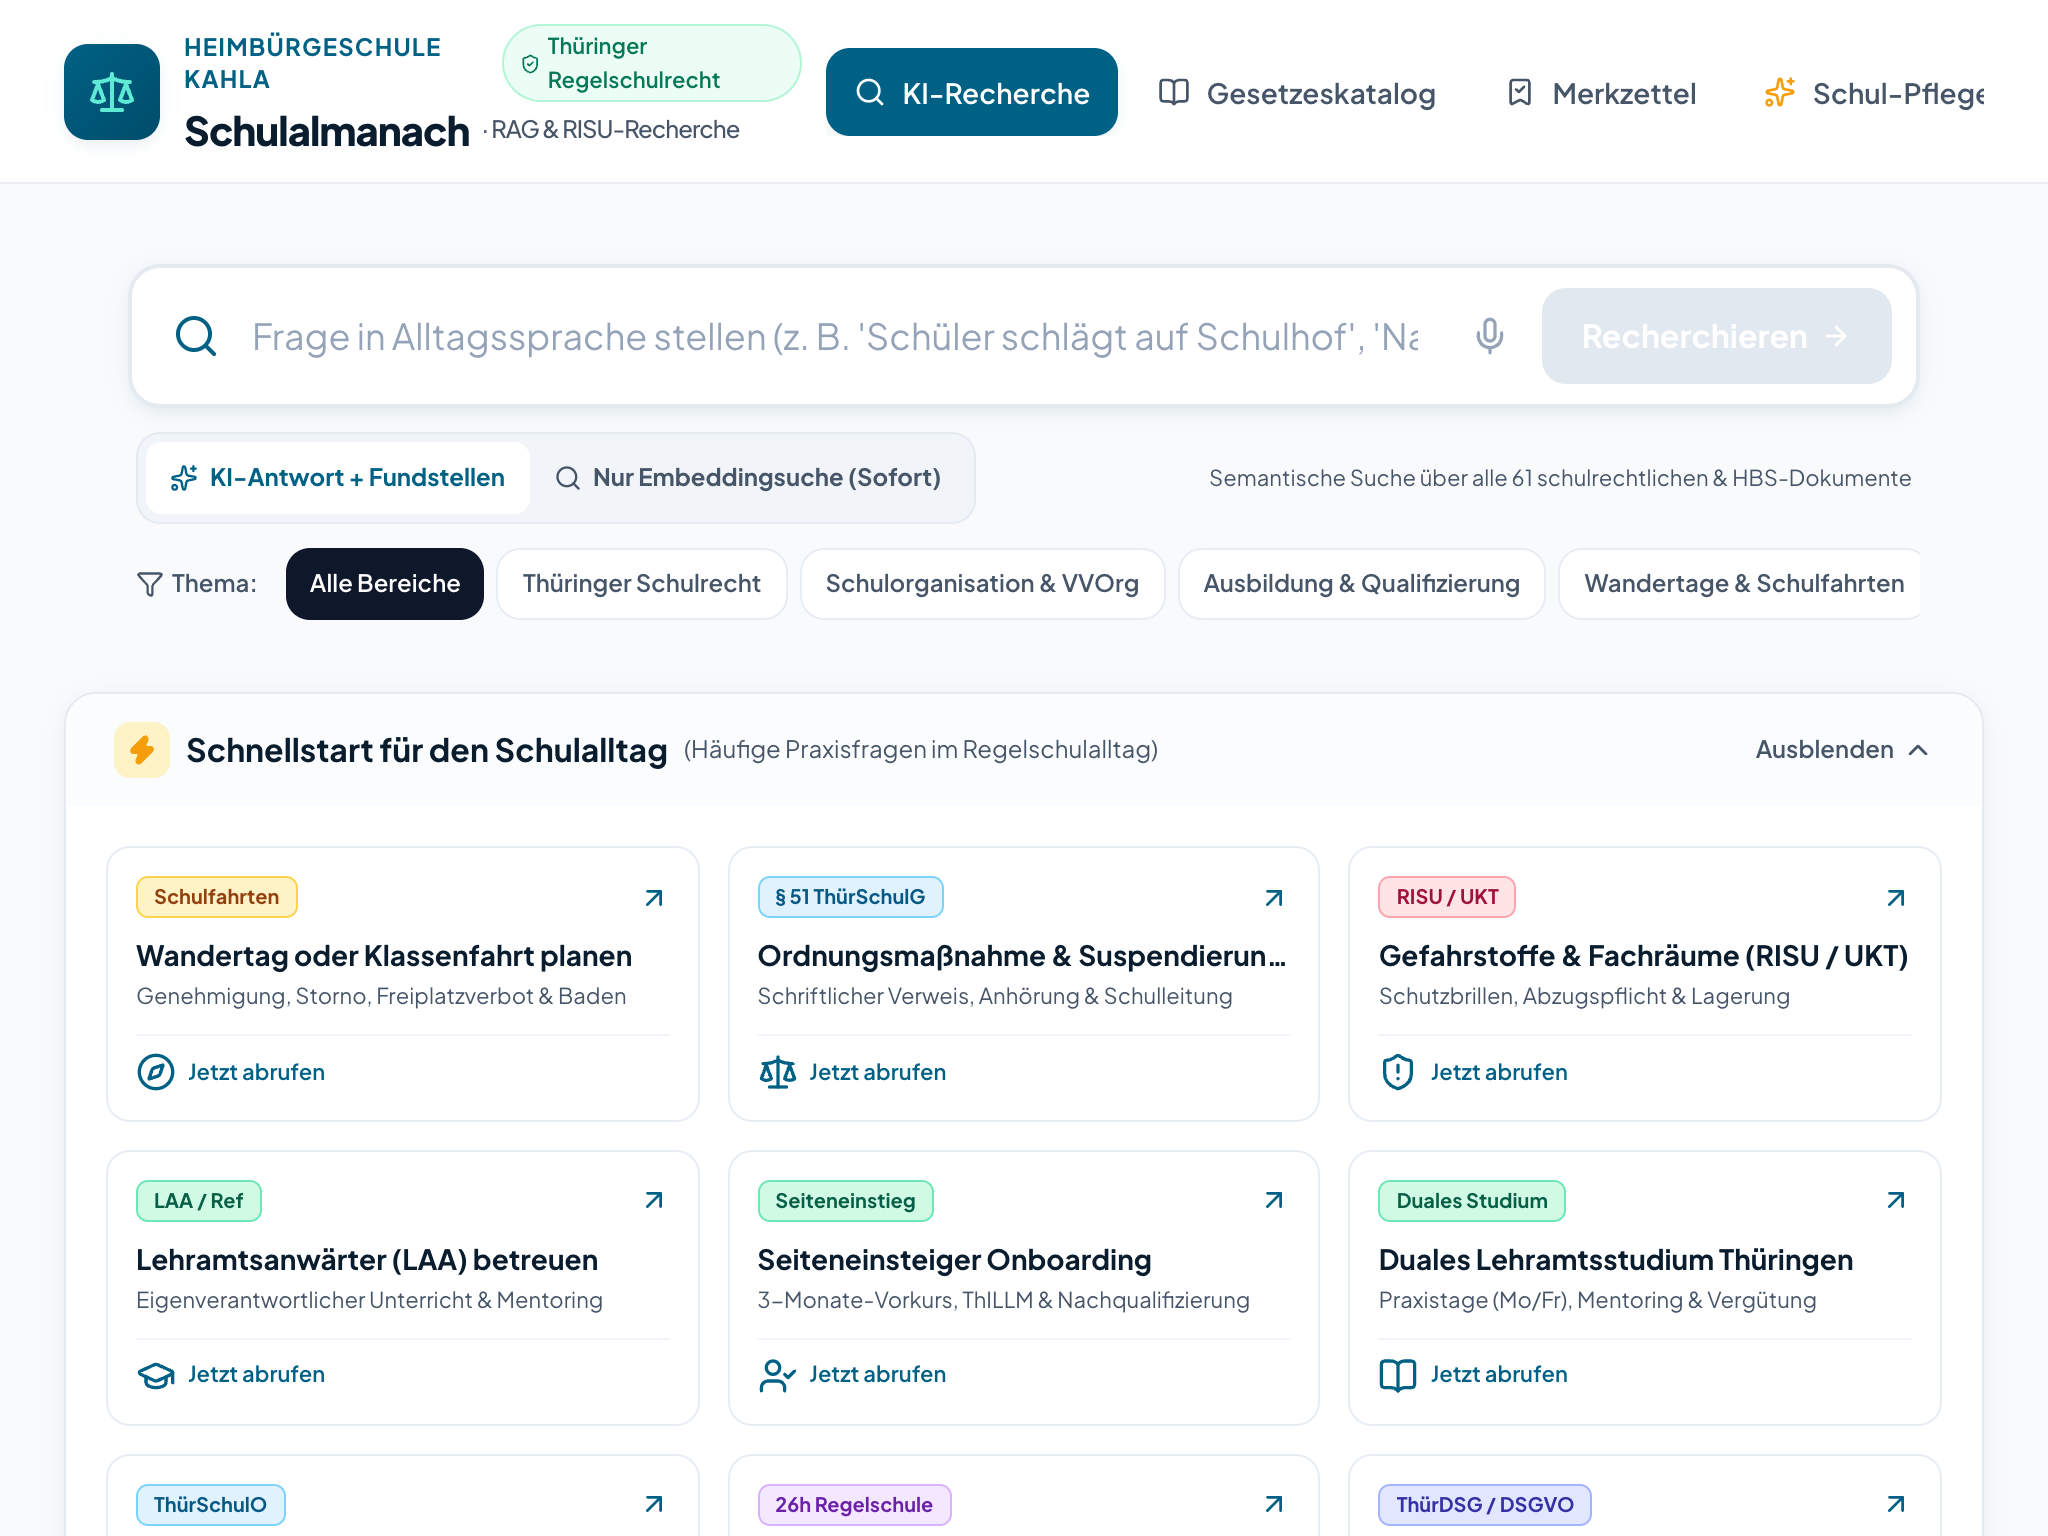 HEIMBÜRGESCHULE
KAHLA
Thüringer
Regelschulrecht
Schulalmanach · RAG & RISU-Recherche
KI-Recherche
Gesetzeskatalog
Merkzettel
Schul-Pflege
Frage in Alltagssprache stellen (z. B. 'Schüler schlägt auf Schulhof', 'Na
Recherchieren →
KI-Antwort + Fundstellen
Nur Embeddingsuche (Sofort)
Semantische Suche über alle 61 schulrechtlichen & HBS-Dokumente
Thema:
Alle Bereiche
Thüringer Schulrecht
Schulorganisation & VVOrg
Ausbildung & Qualifizierung
Wandertage & Schulfahrten
Schnellstart für den Schulalltag (Häufige Praxisfragen im Regelschulalltag)
Ausblenden
Schulfahrten
Wandertag oder Klassenfahrt planen
Genehmigung, Storno, Freiplatzverbot & Baden
Jetzt abrufen
§ 51 ThürSchulG
Ordnungsmaßnahme & Suspendierun...
Schriftlicher Verweis, Anhörung & Schulleitung
Jetzt abrufen
RISU / UKT
Gefahrstoffe & Fachräume (RISU / UKT)
Schutzbrillen, Abzugspflicht & Lagerung
Jetzt abrufen
LAA / Ref
Lehramtsanwärter (LAA) betreuen
Eigenverantwortlicher Unterricht & Mentoring
Jetzt abrufen
Seiteneinstieg
Seiteneinsteiger Onboarding
3-Monate-Vorkurs, ThILLM & Nachqualifizierung
Jetzt abrufen
Duales Studium
Duales Lehramtsstudium Thüringen
Praxistage (Mo/Fr), Mentoring & Vergütung
Jetzt abrufen
ThürSchulO
26h Regelschule
ThürDSG / DSGVO